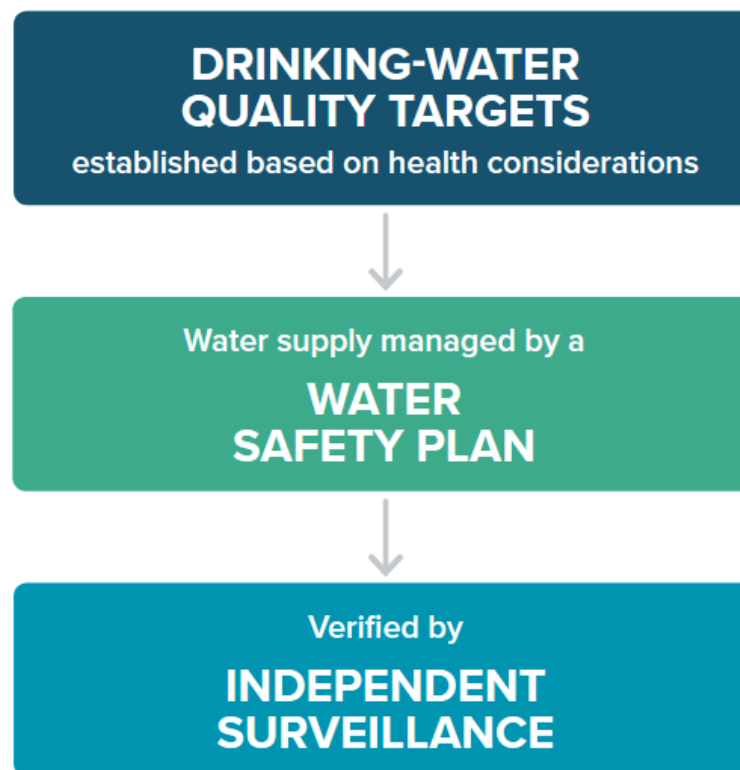 DRINKING-WATER
QUALITY TARGETS
established based on health considerations
Water supply managed by a
WATER
SAFETY PLAN
Verified by
INDEPENDENT
SURVEILLANCE